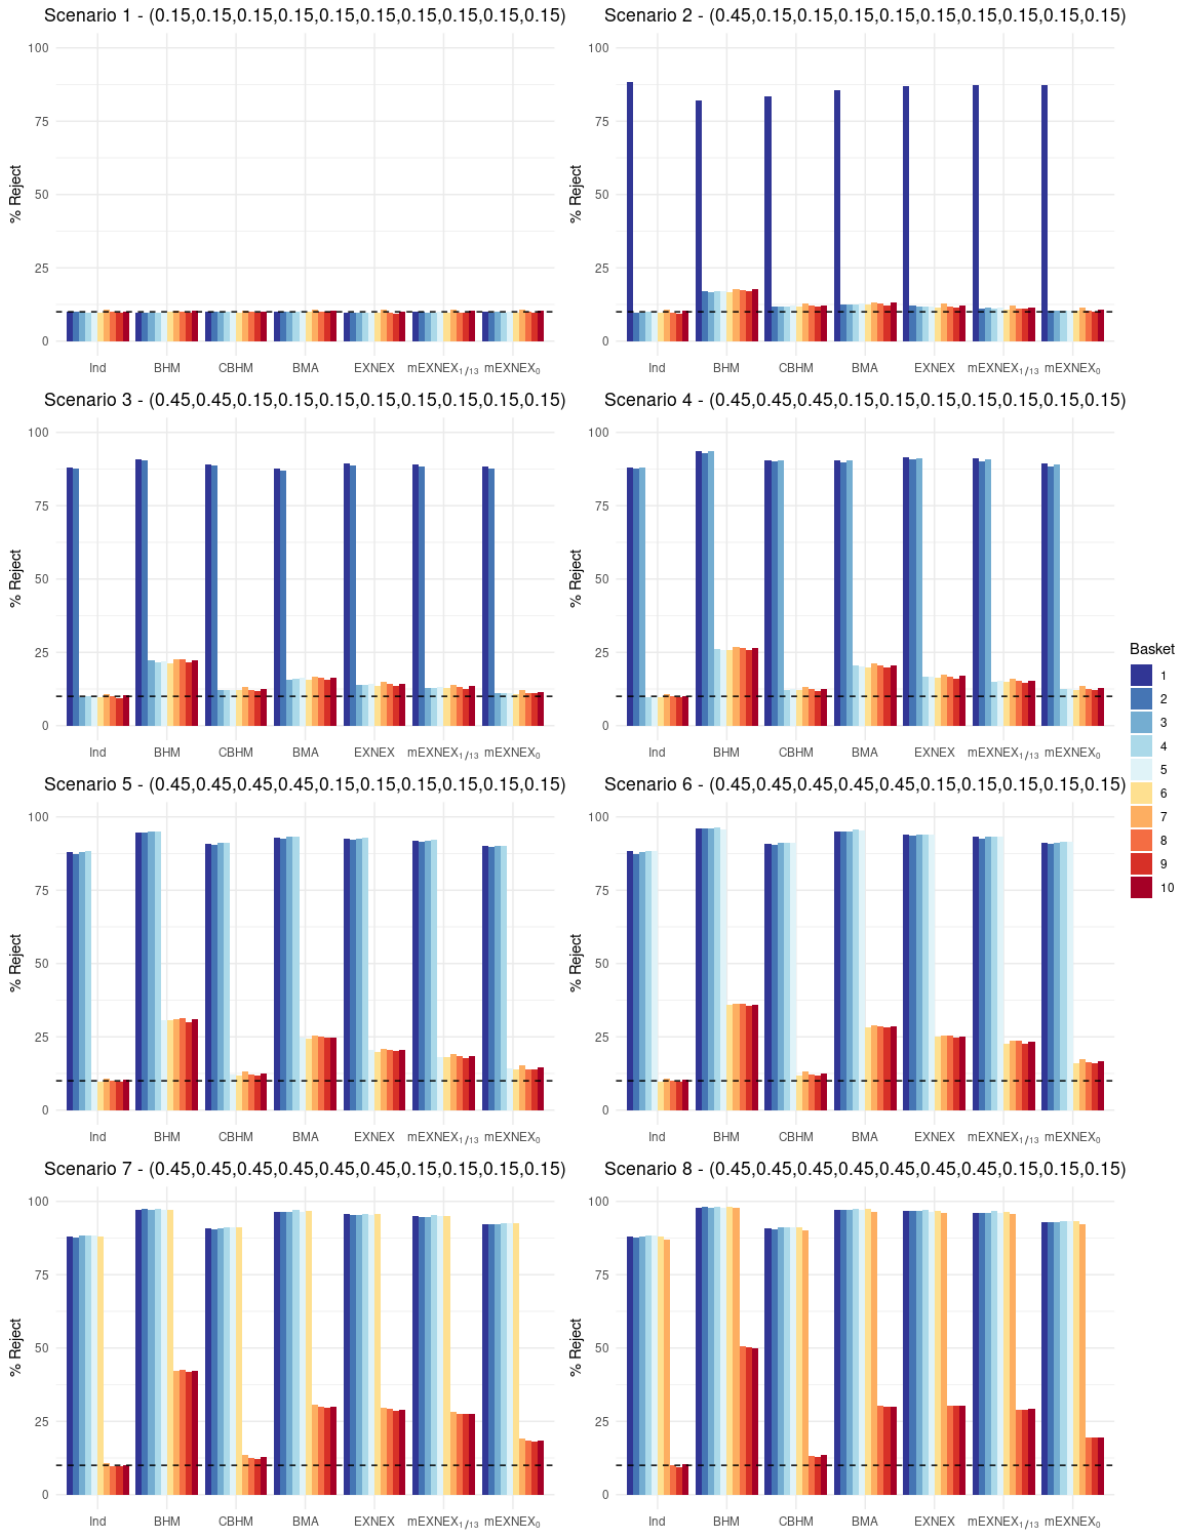 Scenario 1 - (0.15,0.15,0.15,0.15,0.15,0.15,0.15,0.15,0.15,0.15)
Scenario 2 - (0.45,0.15,0.15,0.15,0.15,0.15,0.15,0.15,0.15,0.15)
% Reject
100
75
50
25
0
Ind BHM CBHM BMA EXNEX mEXNEX1/13 mEXNEX0
% Reject
100
75
50
25
0
Ind BHM CBHM BMA EXNEX mEXNEX1/13 mEXNEX0
Scenario 3 - (0.45,0.45,0.15,0.15,0.15,0.15,0.15,0.15,0.15,0.15)
Scenario 4 - (0.45,0.45,0.45,0.15,0.15,0.15,0.15,0.15,0.15,0.15)
% Reject
100
75
50
25
0
Ind BHM CBHM BMA EXNEX mEXNEX1/13 mEXNEX0
% Reject
100
75
50
25
0
Ind BHM CBHM BMA EXNEX mEXNEX1/13 mEXNEX0
Basket
1
2
3
4
5
6
7
8
9
10
Scenario 5 - (0.45,0.45,0.45,0.45,0.15,0.15,0.15,0.15,0.15,0.15)
Scenario 6 - (0.45,0.45,0.45,0.45,0.45,0.15,0.15,0.15,0.15,0.15)
% Reject
100
75
50
25
0
Ind BHM CBHM BMA EXNEX mEXNEX1/13 mEXNEX0
% Reject
100
75
50
25
0
Ind BHM CBHM BMA EXNEX mEXNEX1/13 mEXNEX0
Scenario 7 - (0.45,0.45,0.45,0.45,0.45,0.45,0.15,0.15,0.15,0.15)
Scenario 8 - (0.45,0.45,0.45,0.45,0.45,0.45,0.45,0.15,0.15,0.15)
% Reject
100
75
50
25
0
Ind BHM CBHM BMA EXNEX mEXNEX1/13 mEXNEX0
% Reject
100
75
50
25
0
Ind BHM CBHM BMA EXNEX mEXNEX1/13 mEXNEX0